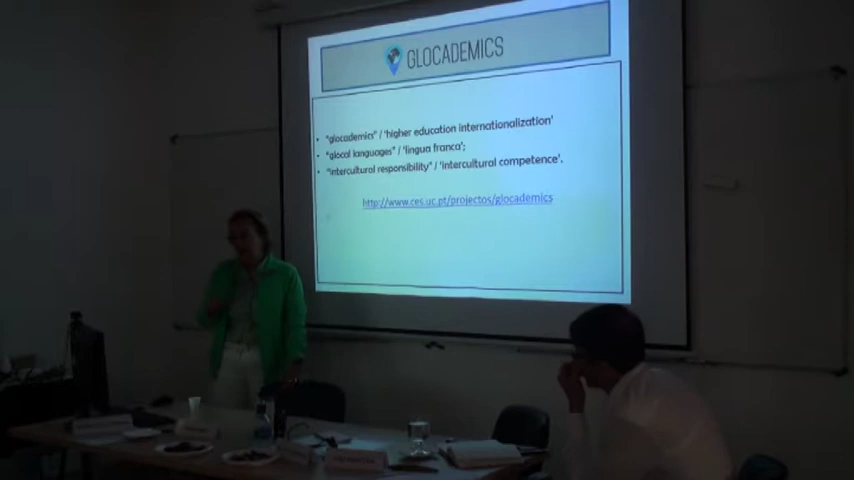 GLOCADEMICS
• "glocademics" / 'higher education internationalization'
• "glocal languages" / 'lingua franca';
• "intercultural responsibility" / 'intercultural competence'.
http://www.ces.uc.pt/projectos/glocademics